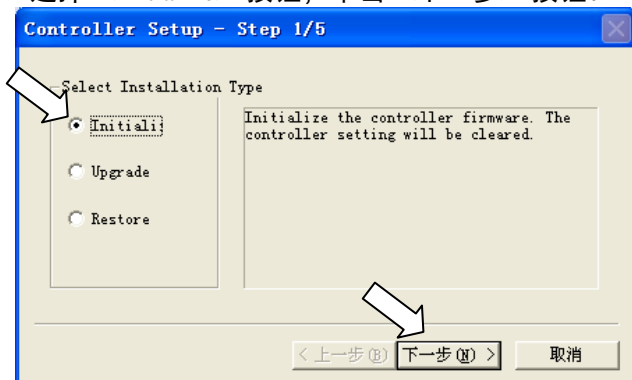 Controller Setup - Step 1/5
Select Installation Type
Initiali
Initialize the controller firmware. The
controller setting will be cleared.
Upgrade
Restore
< 上一步(B)
下一步(N) >
取消